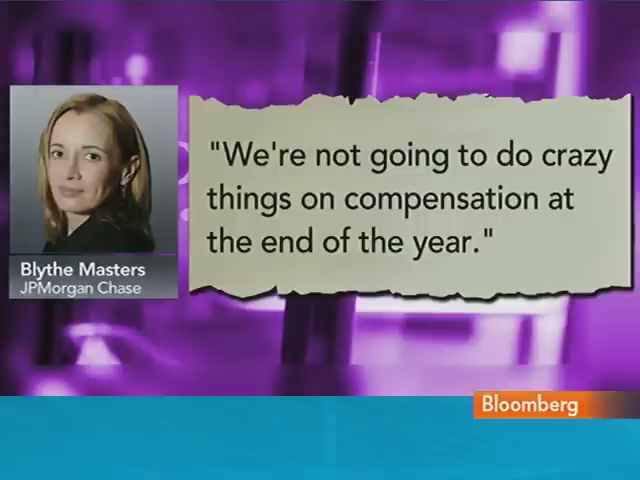 "We're not going to do crazy
things on compensation at
the end of the year."
Blythe Masters
JPMorgan Chase
Bloomberg